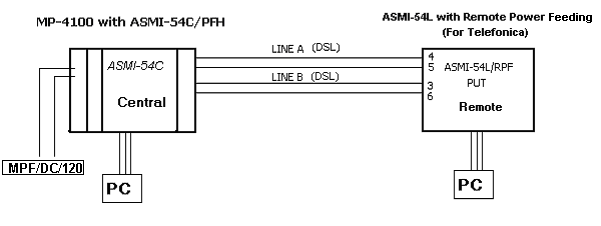 MP-4100 with ASMI-54C/PFH
ASMI-54L with Remote Power Feeding
(For Telefonica)
LINE A (DSL)
LINE B (DSL)
ASMI-54C
Central
4
5
3
6
ASMI-54L/RPF
PUT
Remote
MPF/DC/120
PC
PC